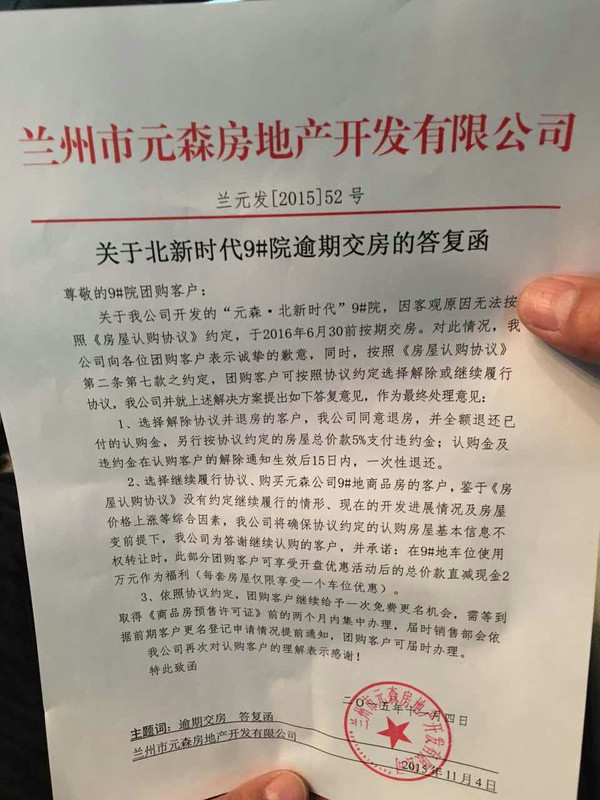 兰州市元森房地产开发有限公司
兰元发[2015]52号
关于北新时代9#院逾期交房的答复函
尊敬的9#院团购客户：
关于我公司开发的“元森·北新时代”9#院，因客观原因无法按
照《房屋认购协议》约定，于2016年6月30前按期交房。对此情况，我
公司向各位团购客户表示诚挚的歉意，同时，按照《房屋认购协议》
第二条第七款之约定，团购客户可按照协议约定选择解除或继续履行
协议，我公司并就上述解决方案提出如下答复意见，作为最终处理意见：
1、选择解除协议并退房的客户，我公司同意退房，并全额退还已
付的认购金，另行按协议约定的房屋总价款5%支付违约金；认购金及
违约金在认购客户的解除通知生效后15日内，一次性退还。
2、选择继续履行协议、购买元森公司9#地商品房的客户，鉴于《房
屋认购协议》没有约定继续履行的情形、现在的开发进展情况及房屋
价格上涨等综合因素，我公司将确保协议约定的认购房屋基本信息不
变前提下，我公司为答谢继续认购的客户，并承诺：在9#地车位使用
权转让时，此部分团购客户可享受开盘优惠活动后的总价款直减现金2
万元作为福利（每套房屋仅限享受一个车位优惠）。
3、依照协议约定，团购客户继续给予一次免费更名机会，需等到
取得《商品房预售许可证》前的两个月内集中办理，届时销售部会依
据前期客户更名登记申请情况提前通知，团购客户可届时办理。
我公司再次对认购客户的理解表示感谢！
特此致函
二〇一五年十一月四日
兰州市元森房地产开发有限公司
主题词：逾期交房 答复函
兰州市元森房地产开发有限公司
2015年11月4日